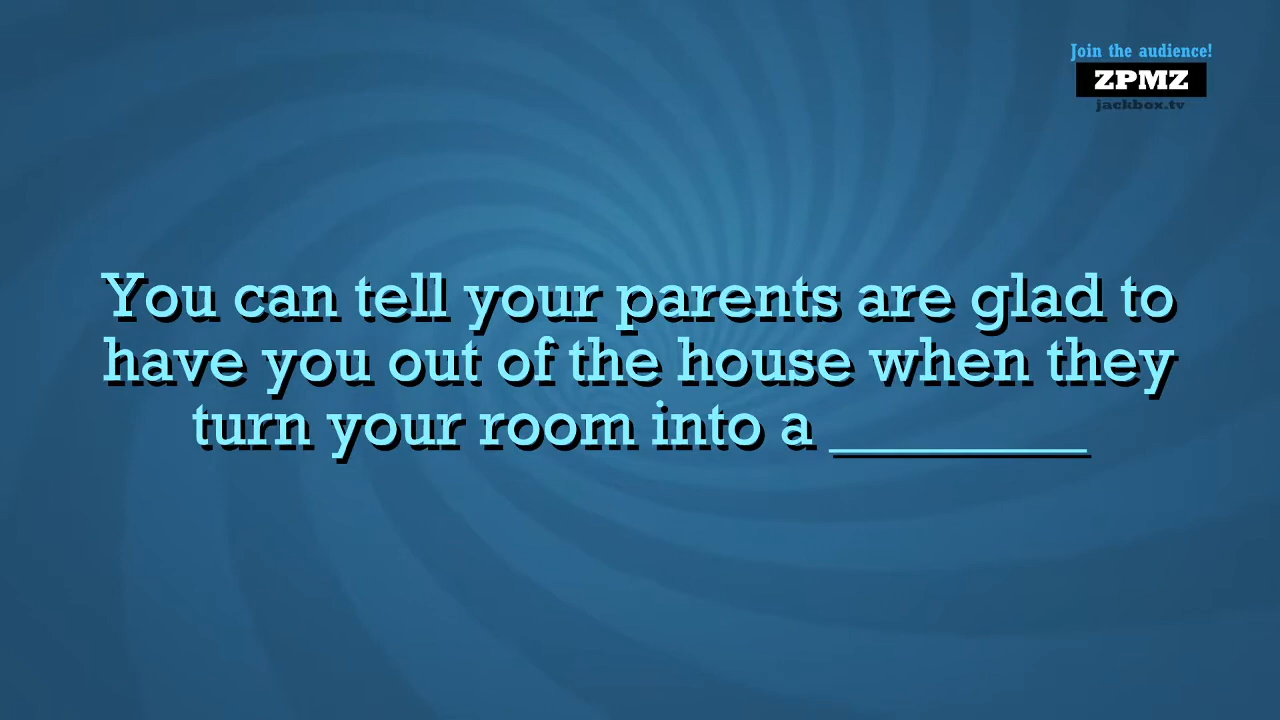 Join the audience!
ZPMZ
jackbox.tv
You can tell your parents are glad to
have you out of the house when they
turn your room into a ________